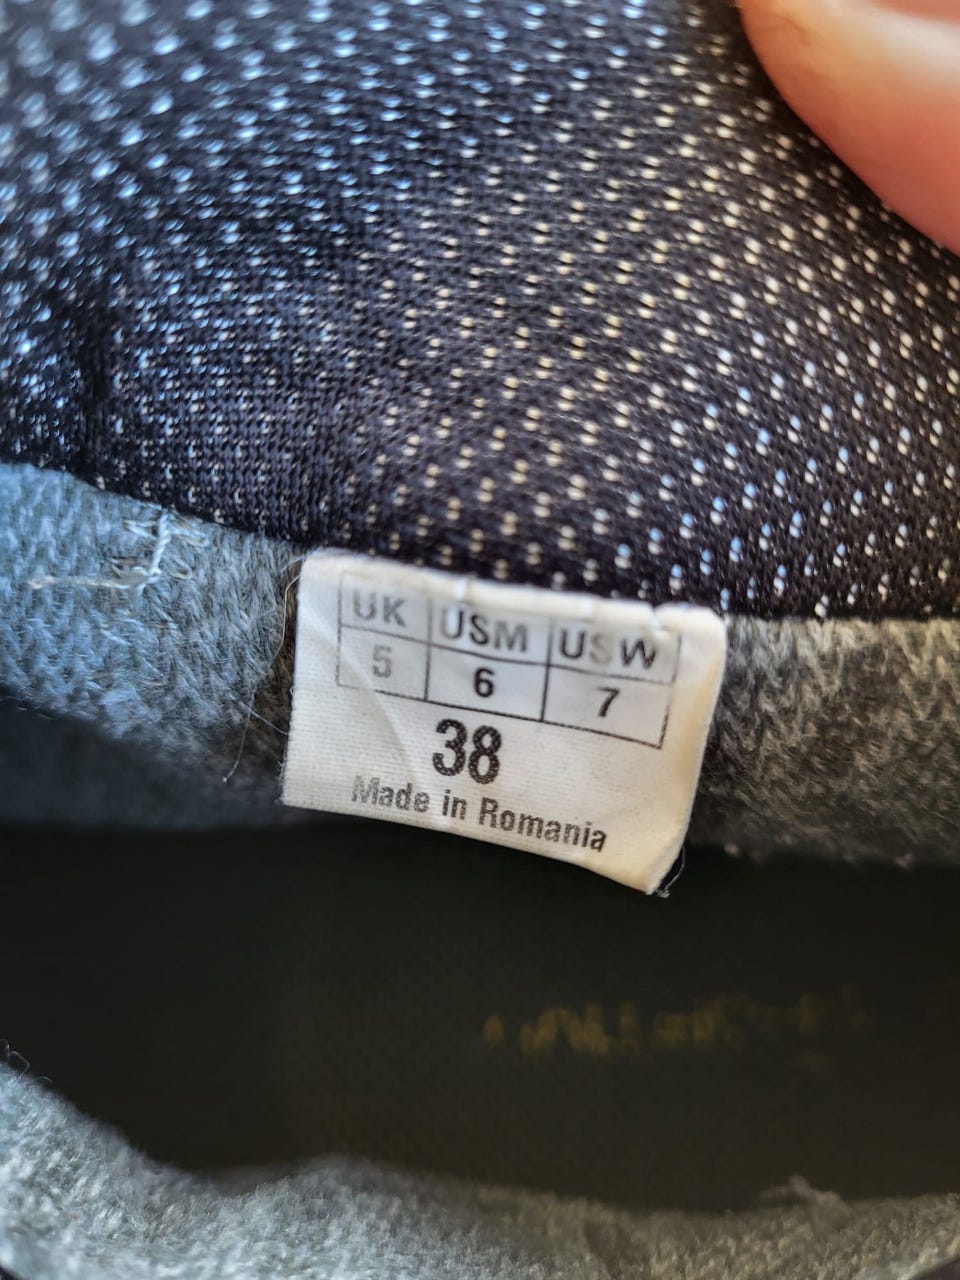 UK USM USW
5 6 7
38
Made in Romania